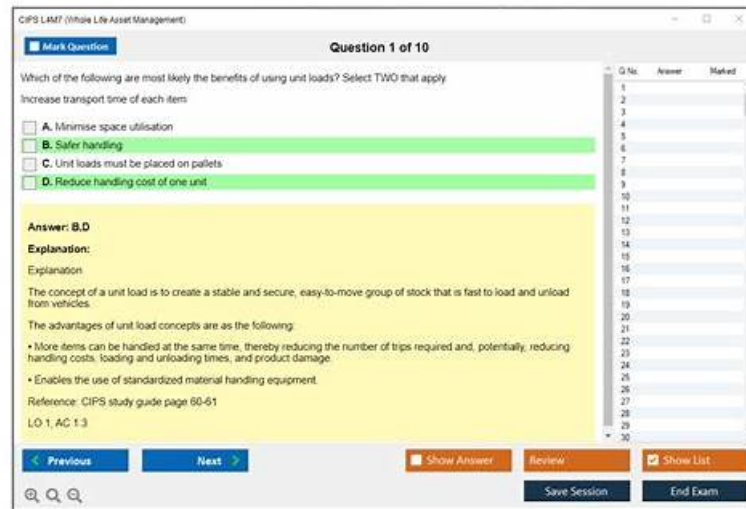 CIPS L4M7 (Whole Life Asset Management)
Mark Question
Question 1 of 10
Which of the following are most likely the benefits of using unit loads? Select TWO that apply
Increase transport time of each item
A. Minimise space utilisation
B. Safer handling
C. Unit loads must be placed on pallets
D. Reduce handling cost of one unit
Answer: B,D
Explanation:
Explanation
The concept of a unit load is to create a stable and secure, easy-to-move group of stock that is fast to load and unload
from vehicles.
The advantages of unit load concepts are as the following:
• More items can be handled at the same time, thereby reducing the number of trips required and, potentially, reducing
handling costs, loading and unloading times, and product damage.
• Enables the use of standardized material handling equipment.
Reference: CIPS study guide page 60-61
LO 1, AC 1.3
Q No. Answer Marked
1
2
3
4
5
6
7
8
9
10
11
12
13
14
15
16
17
18
19
20
21
22
23
24
25
26
27
28
29
30
Previous
Next
Show Answer
Review
Show List
Save Session
End Exam